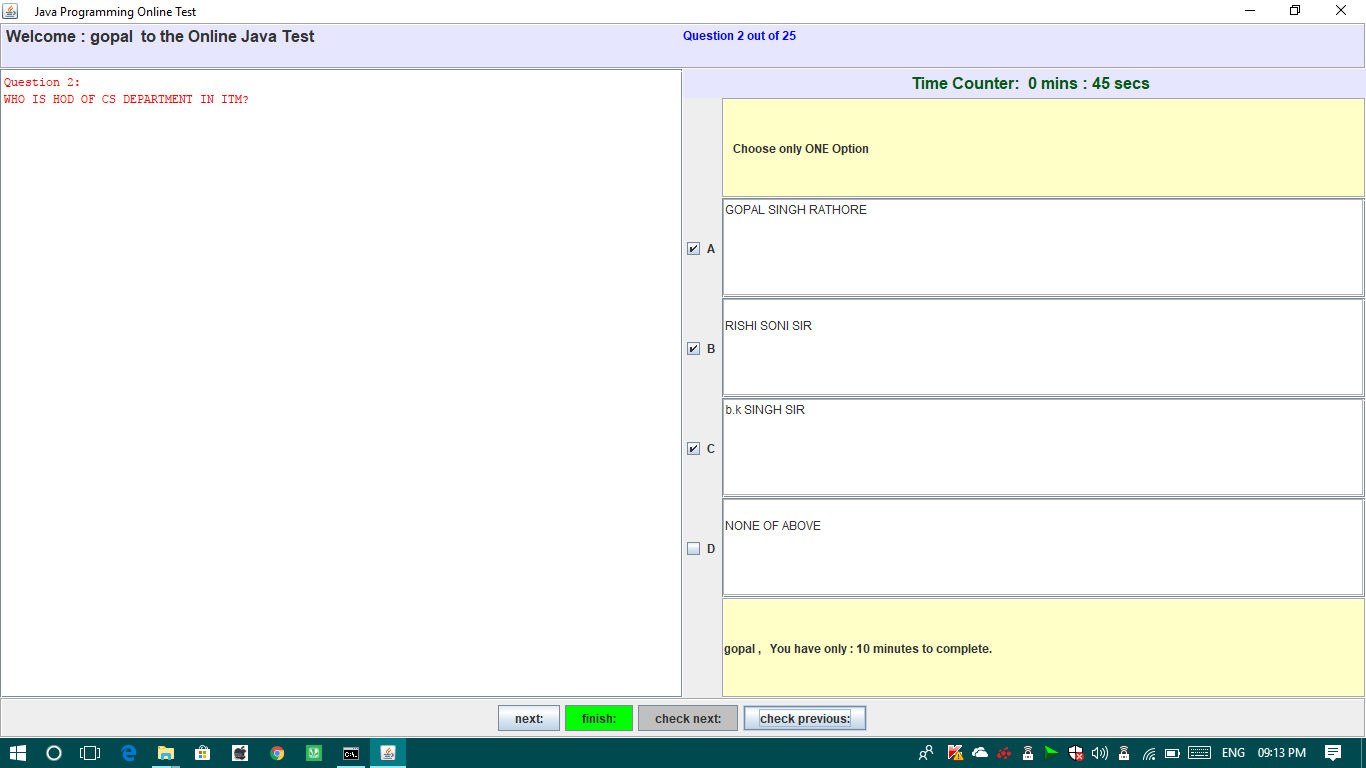 Java Programming Online Test
Welcome : gopal  to the Online Java Test
Question 2 out of 25
Question 2:
WHO IS HOD OF CS DEPARTMENT IN ITM?
Time Counter:  0 mins : 45 secs
Choose only ONE Option
A
GOPAL SINGH RATHORE
B
RISHI SONI SIR
C
b.k SINGH SIR
D
NONE OF ABOVE
gopal ,   You have only : 10 minutes to complete.
next:
finish:
check next:
check previous:
C:\.
ENG
09:13 PM